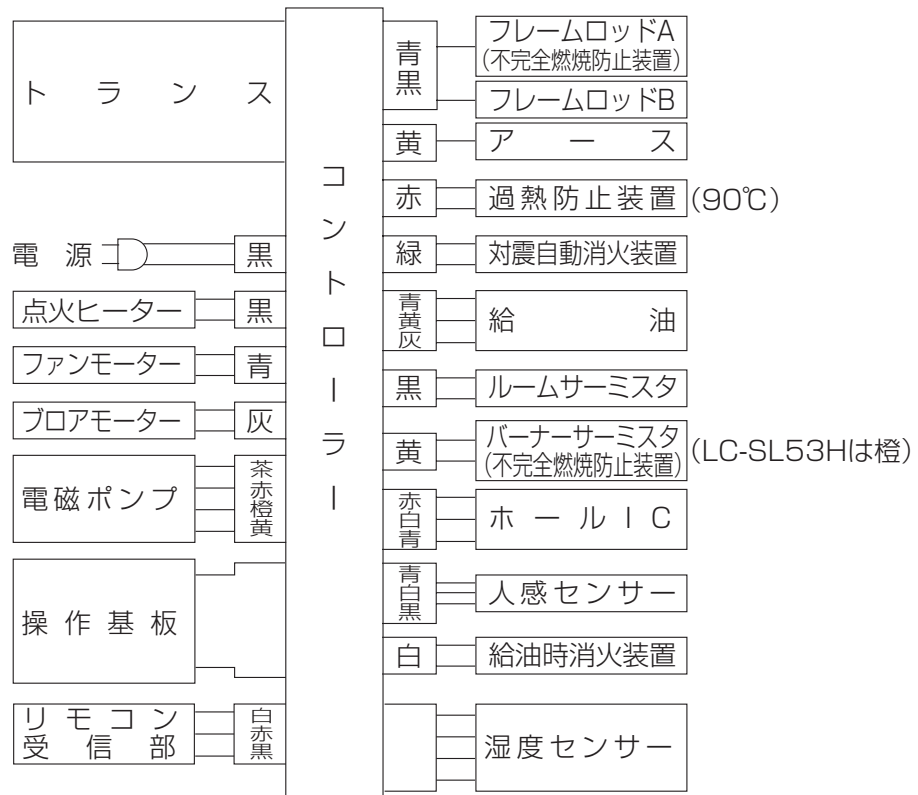 トランス
電源
黒
点火ヒーター
黒
ファンモーター
青
ブロアモーター
灰
電磁ポンプ
茶
赤
橙
黄
操作基板
リモコン
受信部
白
赤
黒
コントローラー
青
黒
フレームロッドA
(不完全燃焼防止装置)
フレームロッドB
黄
アース
赤
過熱防止装置
(90℃)
緑
対震自動消火装置
青
黄
灰
給油
黒
ルームサーミスタ
黄
バーナーサーミスタ
(不完全燃焼防止装置)
(LC-SL53Hは橙)
赤
白
青
ホールIC
青
白
黒
人感センサー
白
給油時消火装置
湿度センサー